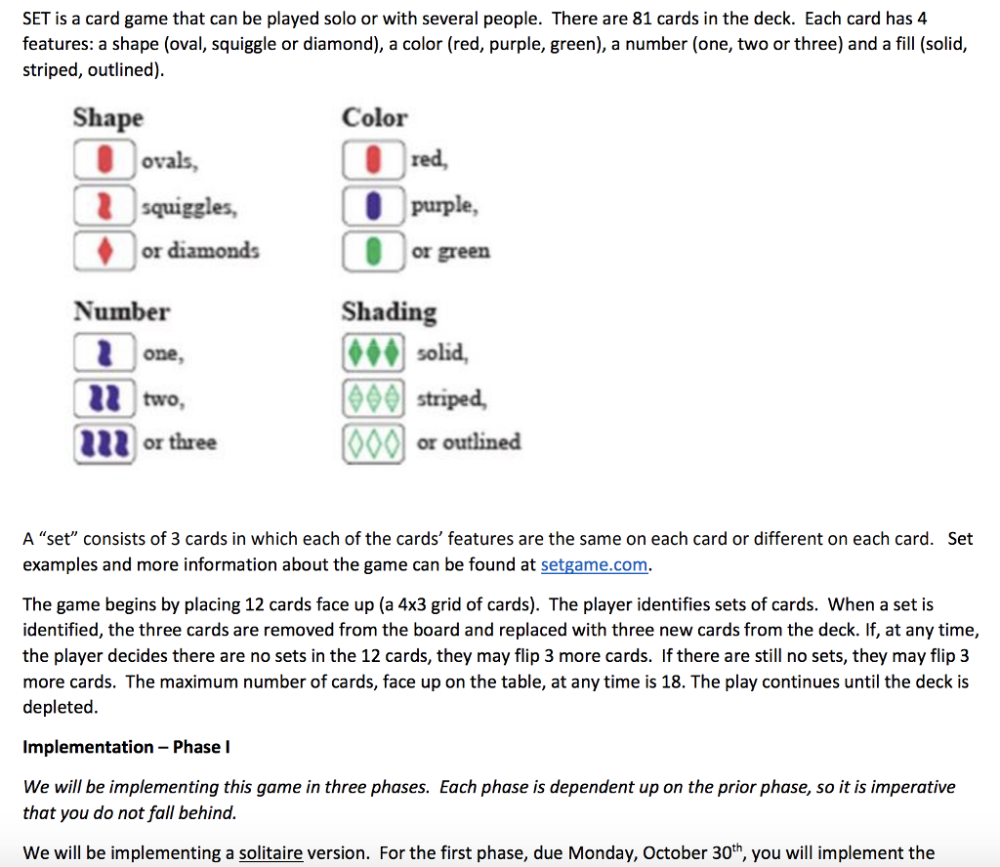 SET is a card game that can be played solo or with several people.  There are 81 cards in the deck.  Each card has 4
features: a shape (oval, squiggle or diamond), a color (red, purple, green), a number (one, two or three) and a fill (solid,
striped, outlined).
Shape
ovals,
squiggles,
or diamonds
Color
red,
purple,
or green
Number
one,
two,
or three
Shading
solid,
striped,
or outlined
A “set” consists of 3 cards in which each of the cards’ features are the same on each card or different on each card.   Set
examples and more information about the game can be found at setgame.com.
The game begins by placing 12 cards face up (a 4x3 grid of cards).  The player identifies sets of cards.  When a set is
identified, the three cards are removed from the board and replaced with three new cards from the deck. If, at any time,
the player decides there are no sets in the 12 cards, they may flip 3 more cards.  If there are still no sets, they may flip 3
more cards.  The maximum number of cards, face up on the table, at any time is 18. The play continues until the deck is
depleted.
Implementation – Phase I
We will be implementing this game in three phases.  Each phase is dependent up on the prior phase, so it is imperative
that you do not fall behind.
We will be implementing a solitaire version.  For the first phase, due Monday, October 30th, you will implement the